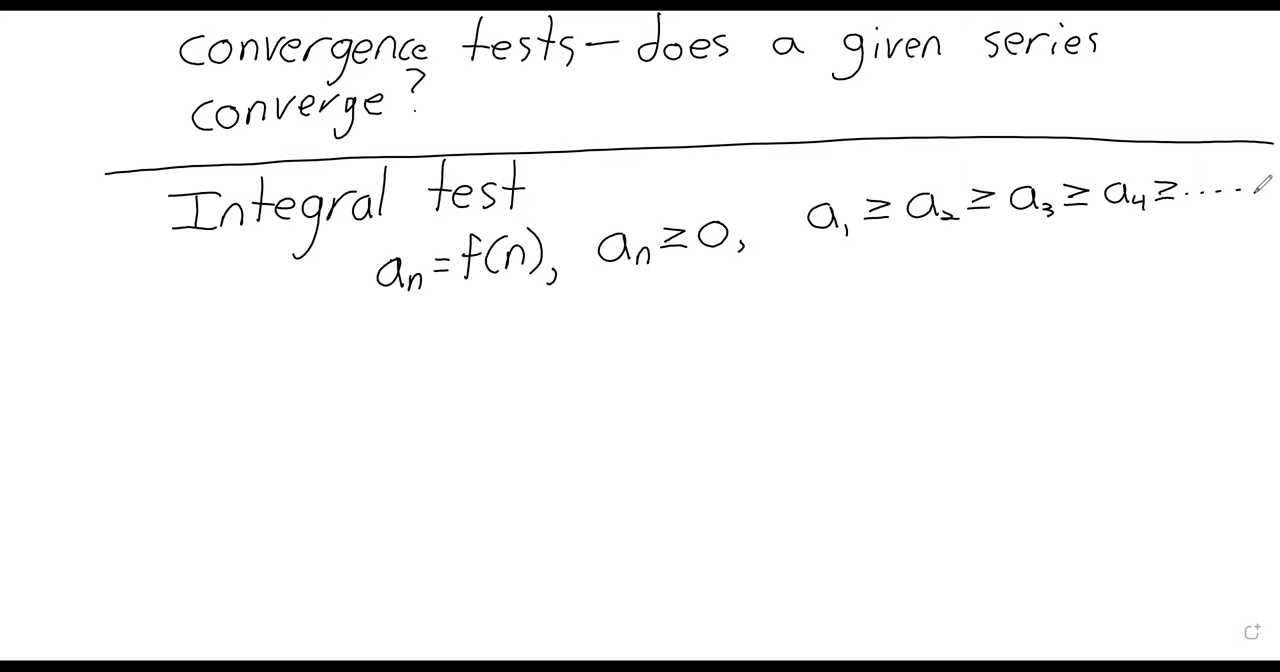 convergence tests - does a given series
converge?
Integral test
aₙ = f(n), aₙ ≥ 0, a₁ ≥ a₂ ≥ a₃ ≥ a₄ ≥ .....